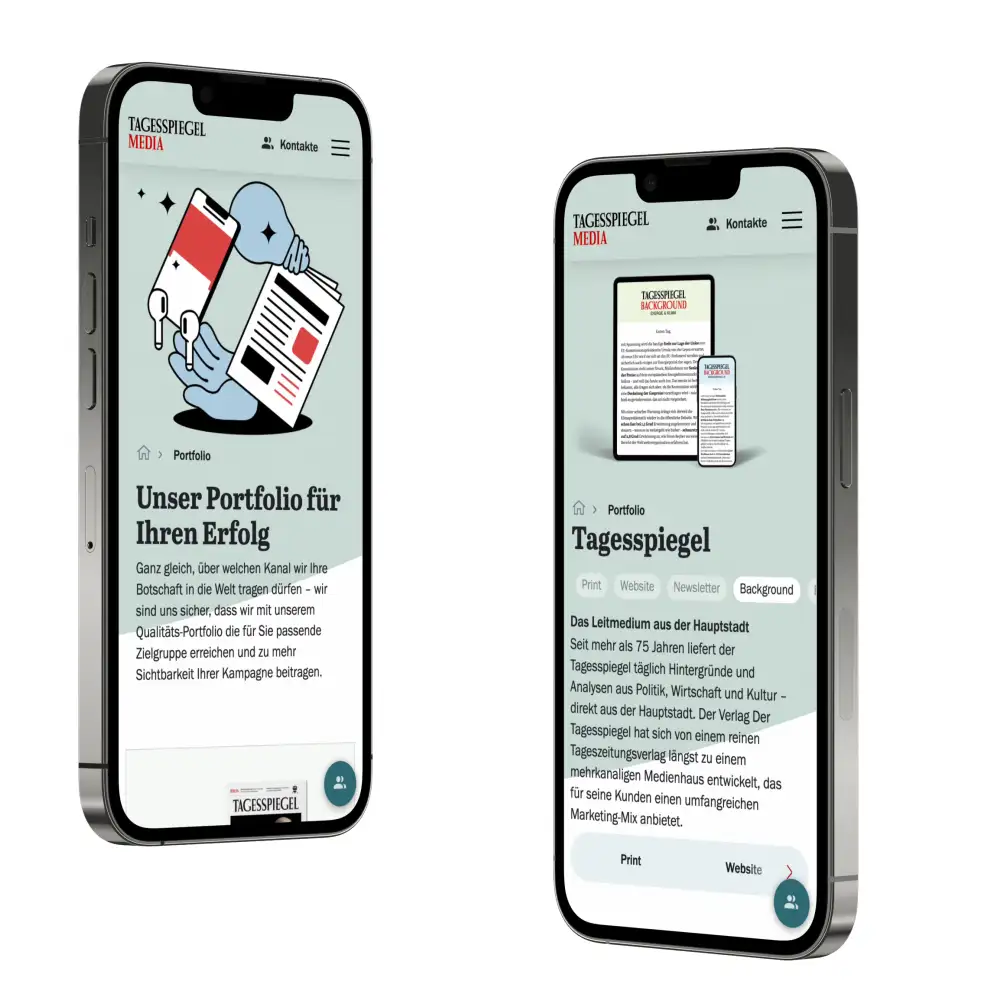 TAGESSPIEGEL
MEDIA
Kontakte
Portfolio
Unser Portfolio für
Ihren Erfolg
Ganz gleich, über welchen Kanal wir Ihre
Botschaft in die Welt tragen dürfen – wir
sind uns sicher, dass wir mit unserem
Qualitäts-Portfolio die für Sie passende
Zielgruppe erreichen und zu mehr
Sichtbarkeit Ihrer Kampagne beitragen.
TAGESSPIEGEL
TAGESSPIEGEL
MEDIA
Kontakte
TAGESSPIEGEL
BACKGROUND
ENERGIE & KLIMA
Guten Tag,
TAGESSPIEGEL
BACKGROUND
Portfolio
Tagesspiegel
Print
Website
Newsletter
Background
Das Leitmedium aus der Hauptstadt
Seit mehr als 75 Jahren liefert der
Tagesspiegel täglich Hintergründe und
Analysen aus Politik, Wirtschaft und Kultur –
direkt aus der Hauptstadt. Der Verlag Der
Tagesspiegel hat sich von einem reinen
Tageszeitungsverlag längst zu einem
mehrkanaligen Medienhaus entwickelt, das
für seine Kunden einen umfangreichen
Marketing-Mix anbietet.
Print
Website